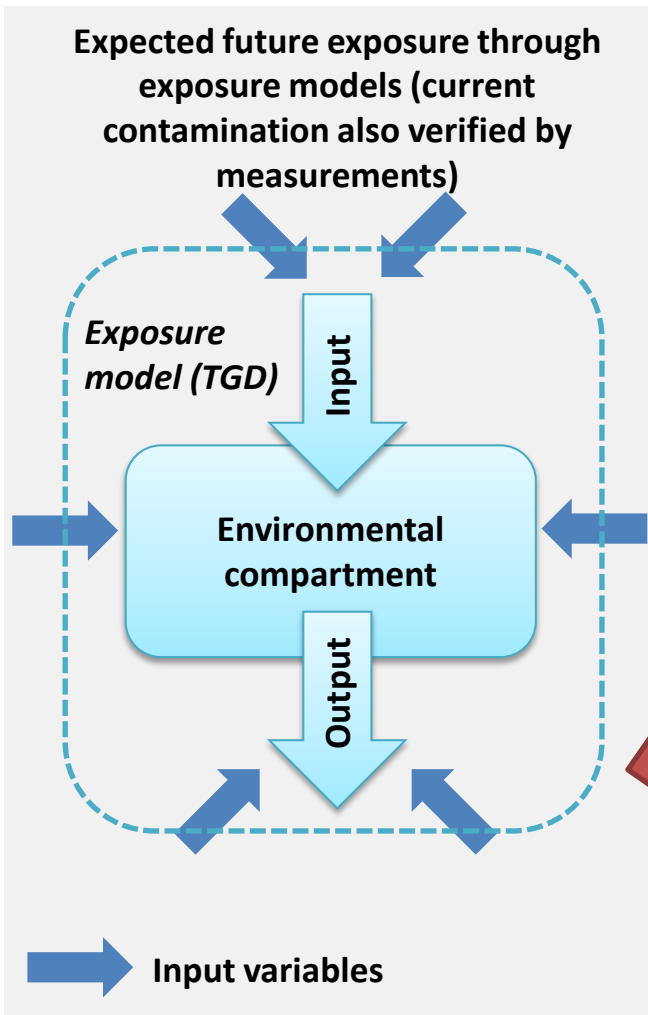 Expected future exposure through
exposure models (current
contamination also verified by
measurements)
Exposure
model (TGD)
Input
Environmental
compartment
Output
Input variables